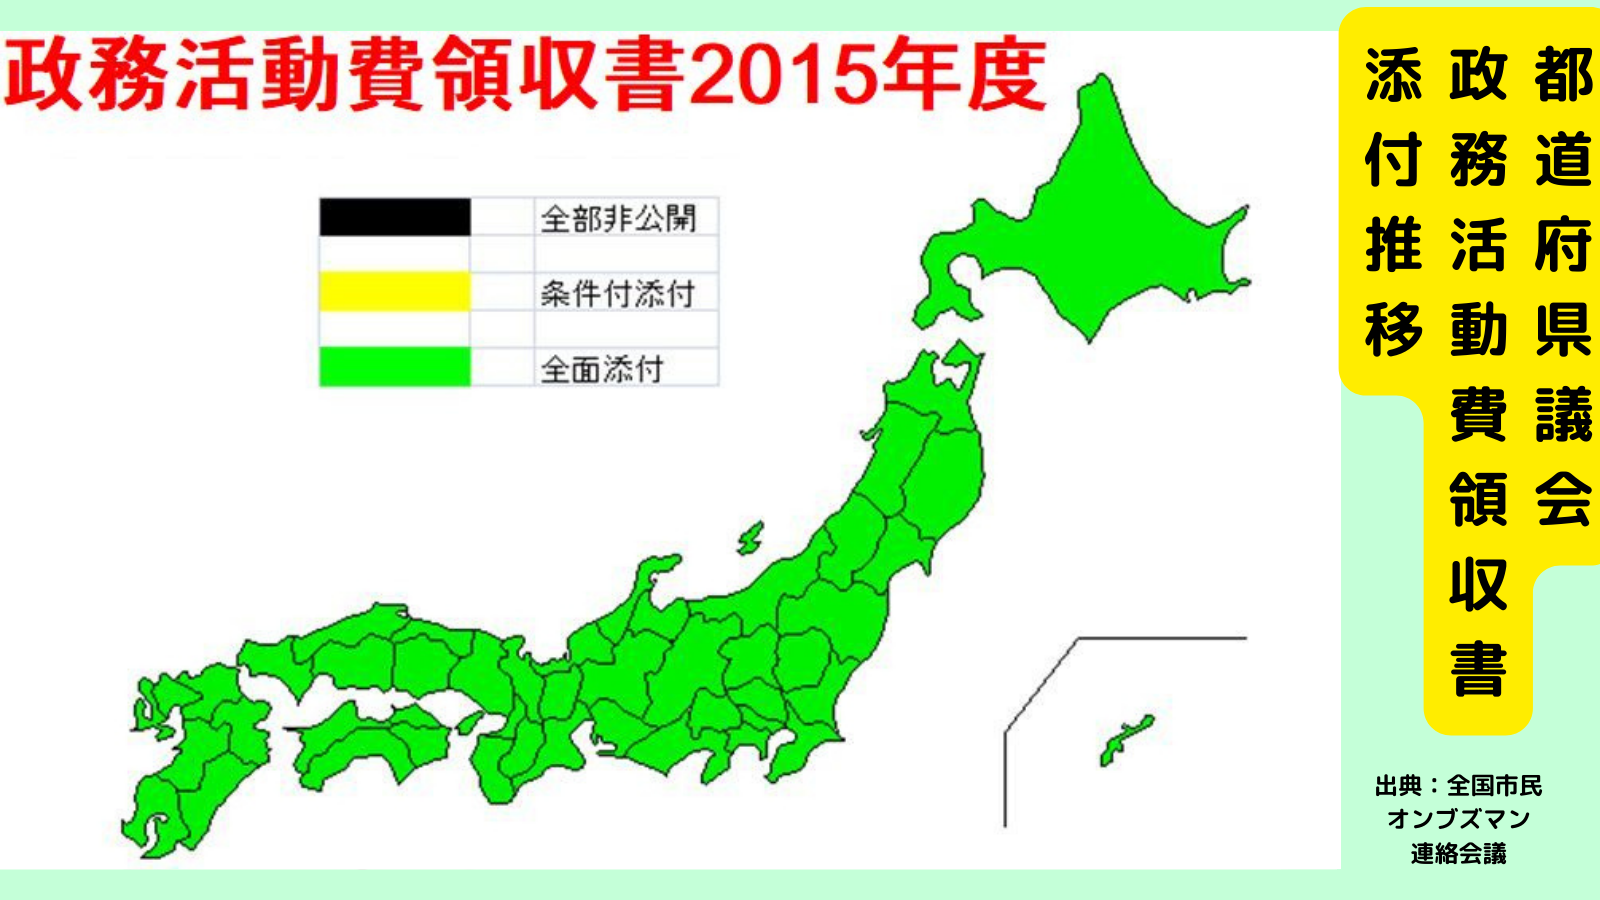 政務活動費領収書2015年度
全部非公開
条件付添付
全面添付
都道府県議会
政務活動費領収書
添付推移
出典：全国市民
オンブズマン
連絡会議